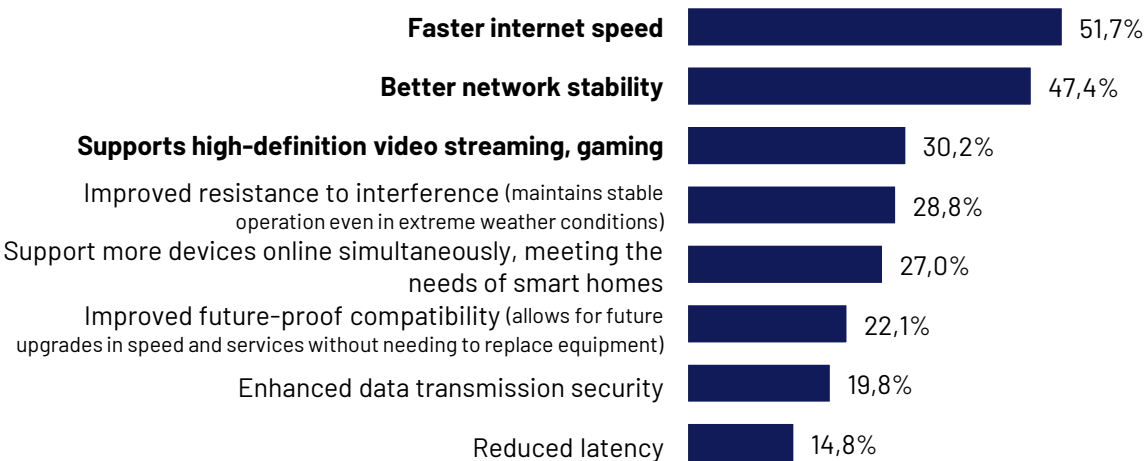 Faster internet speed 51,7%
Better network stability 47,4%
Supports high-definition video streaming, gaming 30,2%
Improved resistance to interference (maintains stable
operation even in extreme weather conditions) 28,8%
Support more devices online simultaneously, meeting the
needs of smart homes 27,0%
Improved future-proof compatibility (allows for future
upgrades in speed and services without needing to replace equipment) 22,1%
Enhanced data transmission security 19,8%
Reduced latency 14,8%